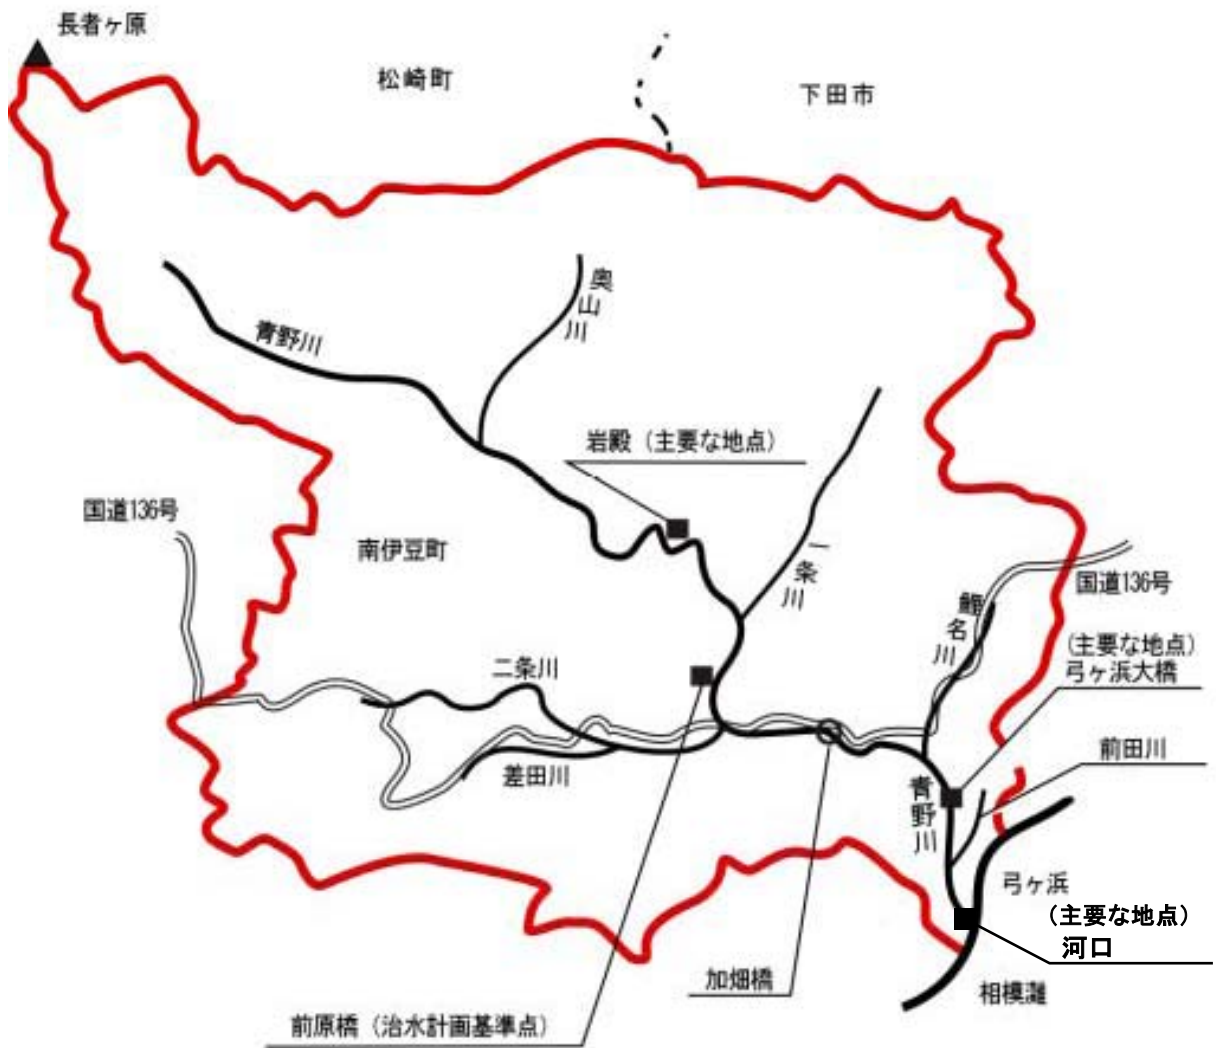 長者ヶ原
松崎町
下田市
奥山川
青野川
岩殿（主要な地点）
国道136号
南伊豆町
一条川
国道136号
鯉名川
(主要な地点)
弓ヶ浜大橋
二条川
前田川
差田川
青野川
弓ヶ浜
(主要な地点)
河口
加畑橋
相模灘
前原橋（治水計画基準点）